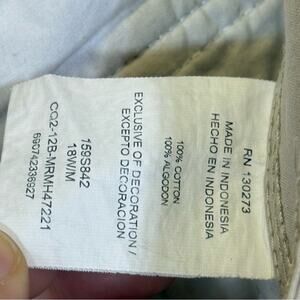 RN 130273
MADE IN INDONESIA
HECHO EN INDONESIA
100% COTTON
100% ALGODON
EXCLUSIVE OF DECORATION /
EXCEPTO DECORACION
159S842
18W/M
CQ2-12B-MRMH47221
690742336927